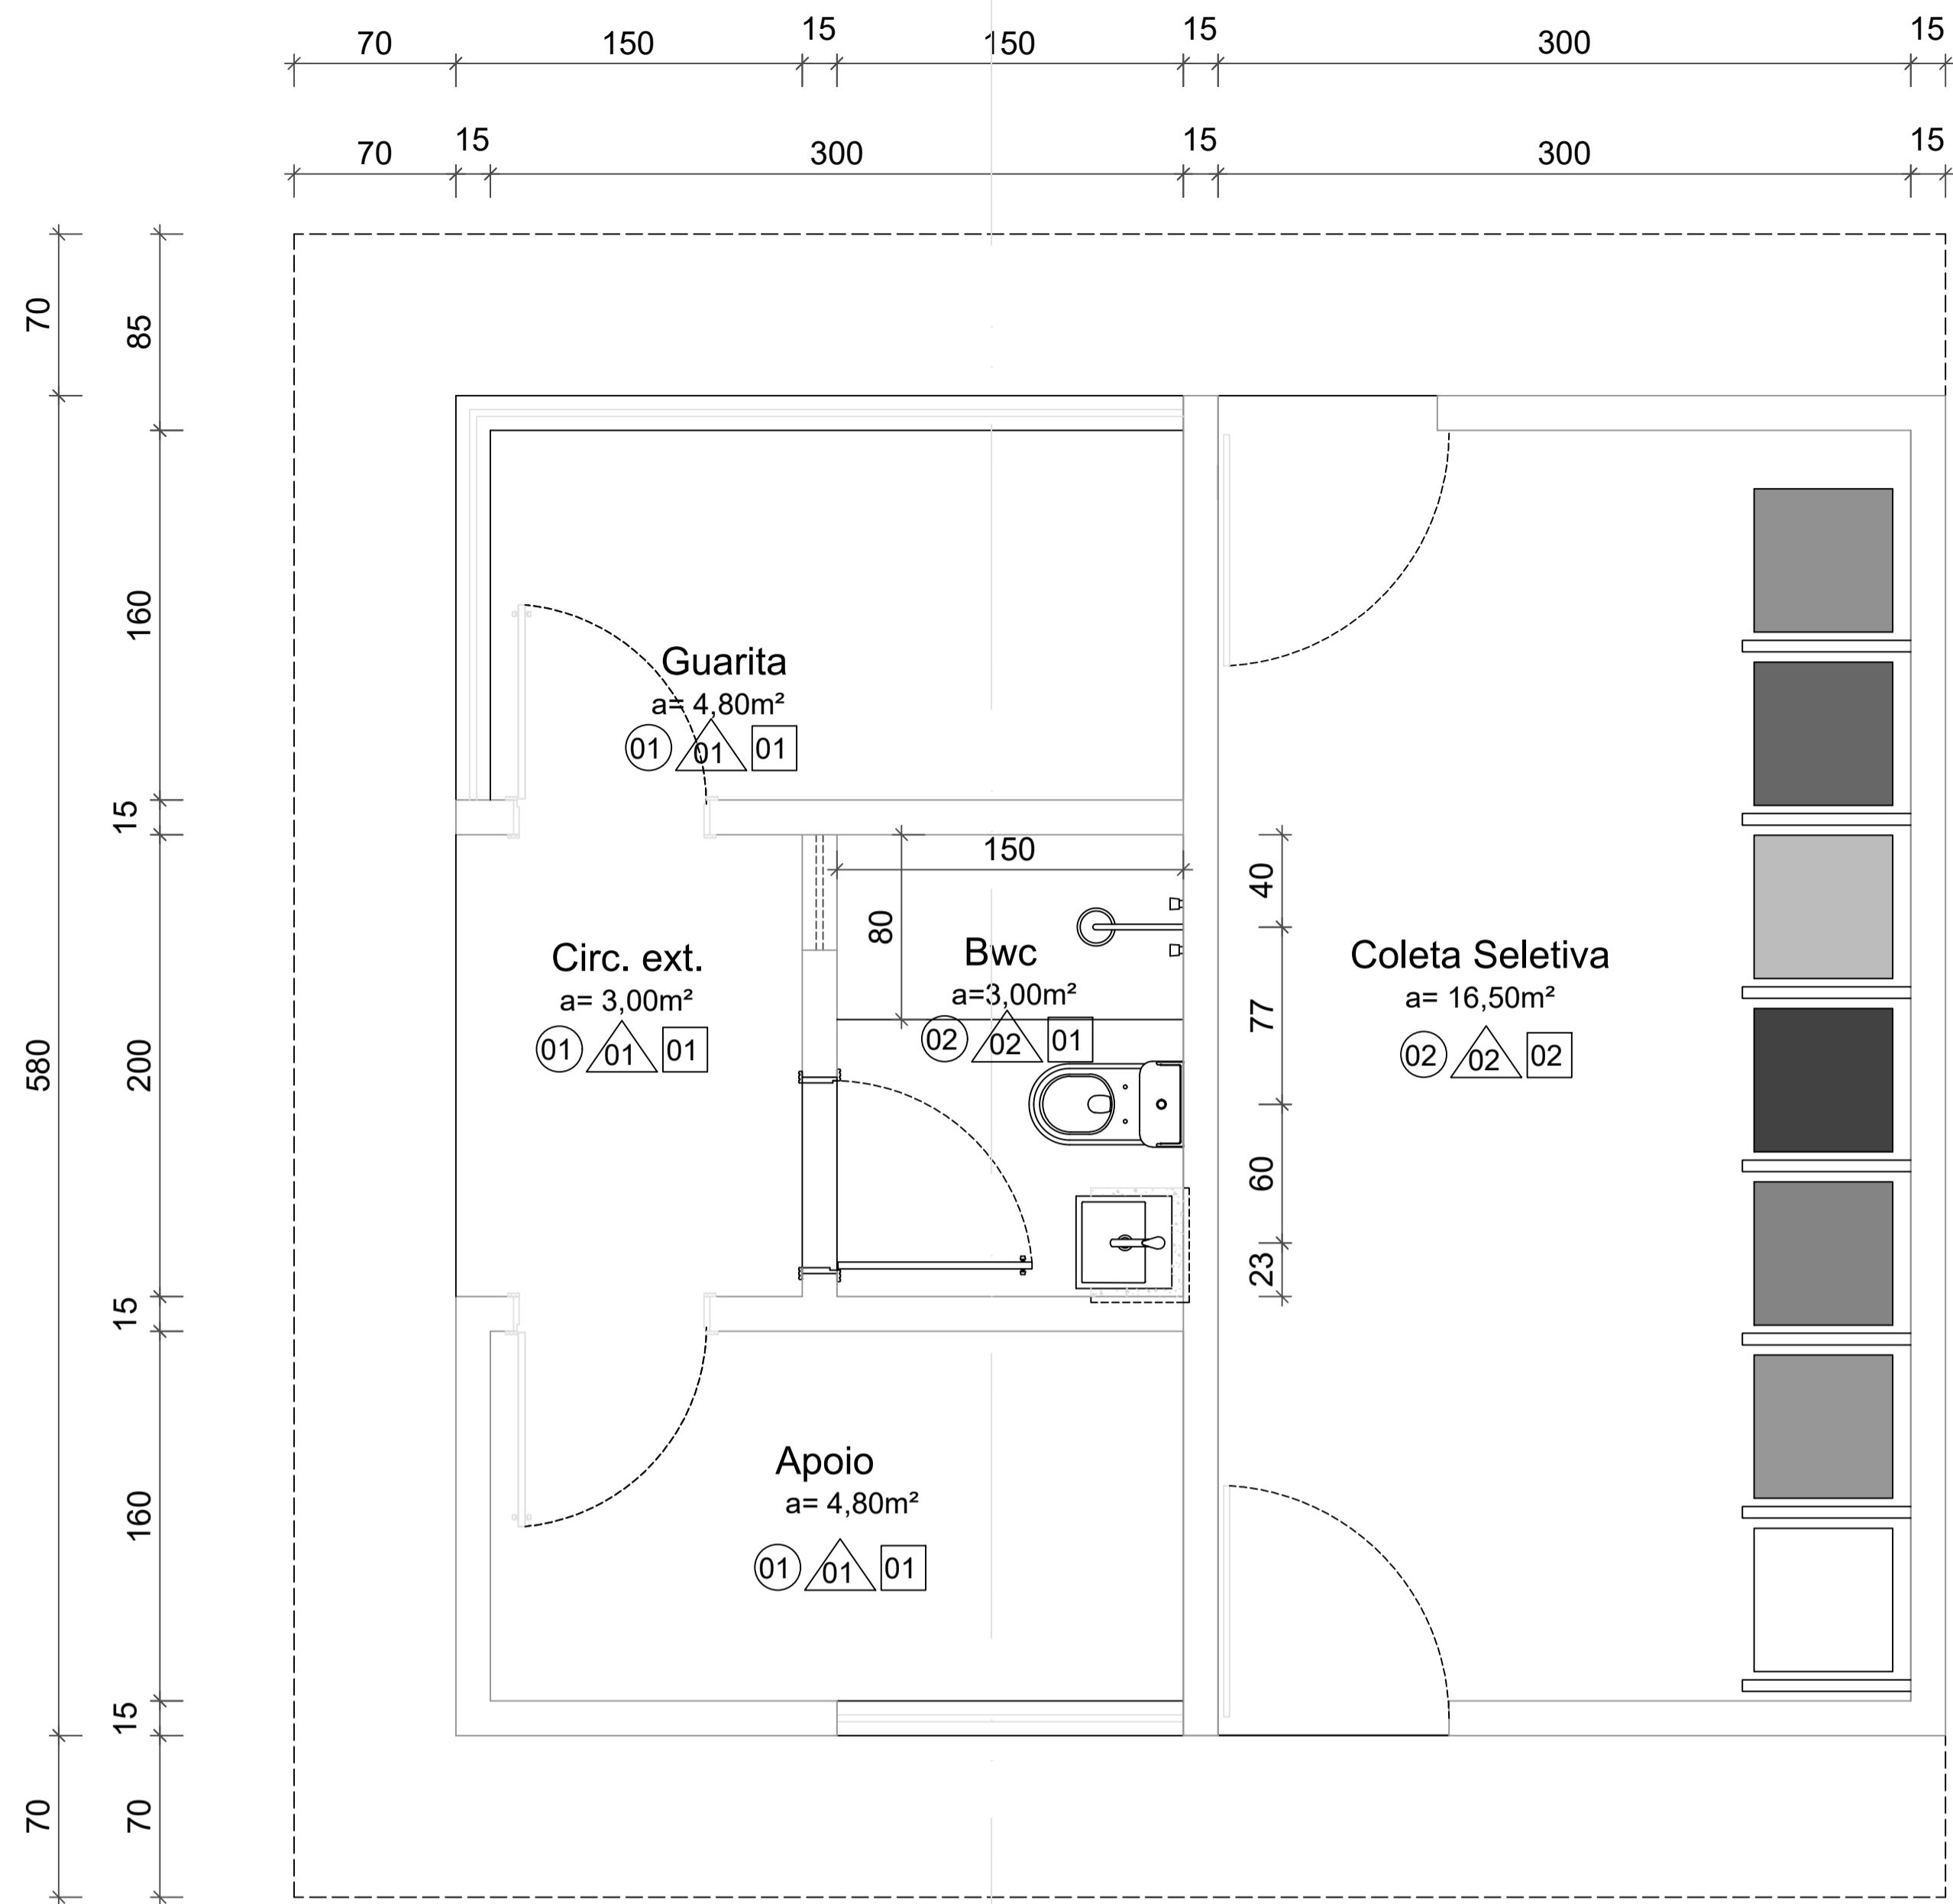 70 150 15 150 15 300 15
70 15 300 15 300 15
70
580
70
85
160
15
200
15
160
15
70
Guarita
a= 4,80m²
01 01 01
150
80
40
77
60
23
Circ. ext.
a= 3,00m²
01 01 01
Bwc
a=3,00m²
02 02 01
Coleta Seletiva
a= 16,50m²
02 02 02
Apoio
a= 4,80m²
01 01 01